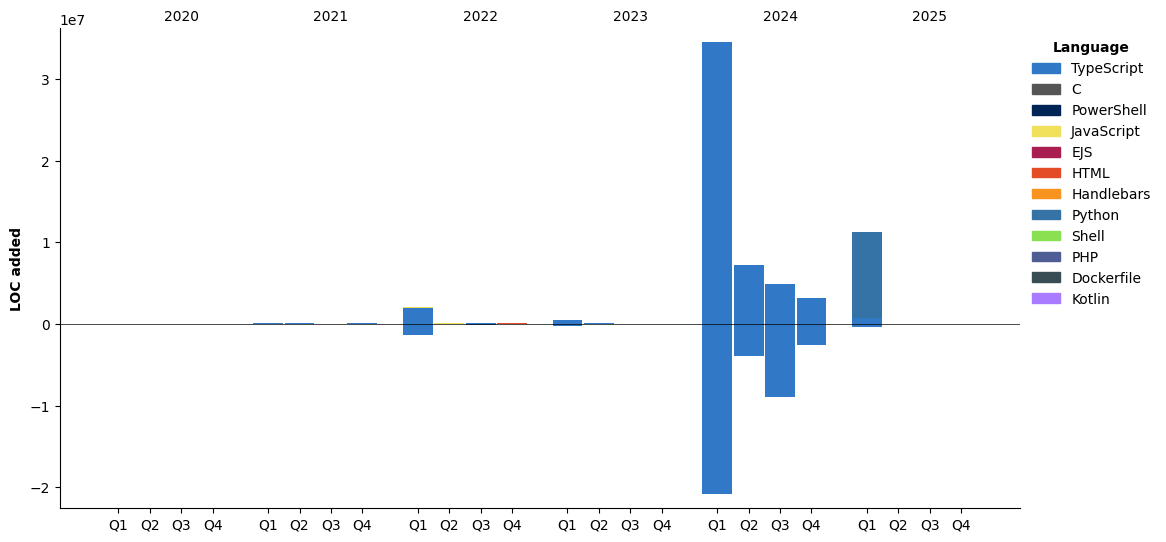 1e7
2020 2021 2022 2023 2024 2025
Language
TypeScript
C
PowerShell
JavaScript
EJS
HTML
Handlebars
Python
Shell
PHP
Dockerfile
Kotlin
LOC added
3
2
1
0
−1
−2
Q1 Q2 Q3 Q4 Q1 Q2 Q3 Q4 Q1 Q2 Q3 Q4 Q1 Q2 Q3 Q4 Q1 Q2 Q3 Q4 Q1 Q2 Q3 Q4